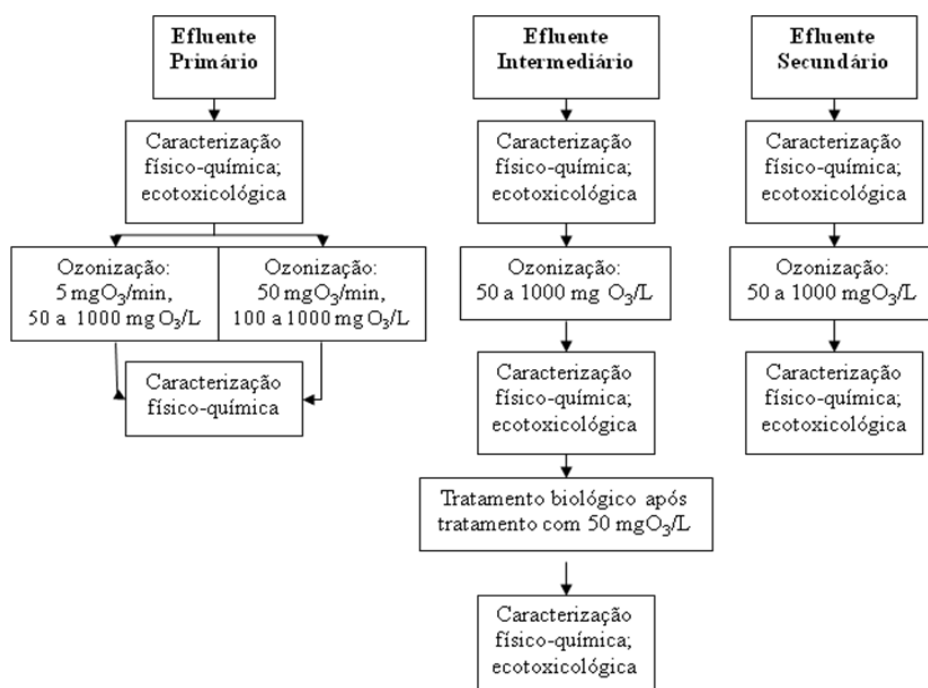 Efluente
Primário
Caracterização
físico-química;
ecotoxicológica
Ozonização:
5 mgO₃/min,
50 a 1000 mg O₃/L
Ozonização:
50 mgO₃/min,
100 a 1000 mg O₃/L
Caracterização
físico-química
Efluente
Intermediário
Caracterização
físico-química;
ecotoxicológica
Ozonização:
50 a 1000 mg O₃/L
Caracterização
físico-química;
ecotoxicológica
Tratamento biológico após
tratamento com 50 mgO₃/L
Caracterização
físico-química;
ecotoxicológica
Efluente
Secundário
Caracterização
físico-química;
ecotoxicológica
Ozonização:
50 a 1000 mgO₃/L
Caracterização
físico-química;
ecotoxicológica